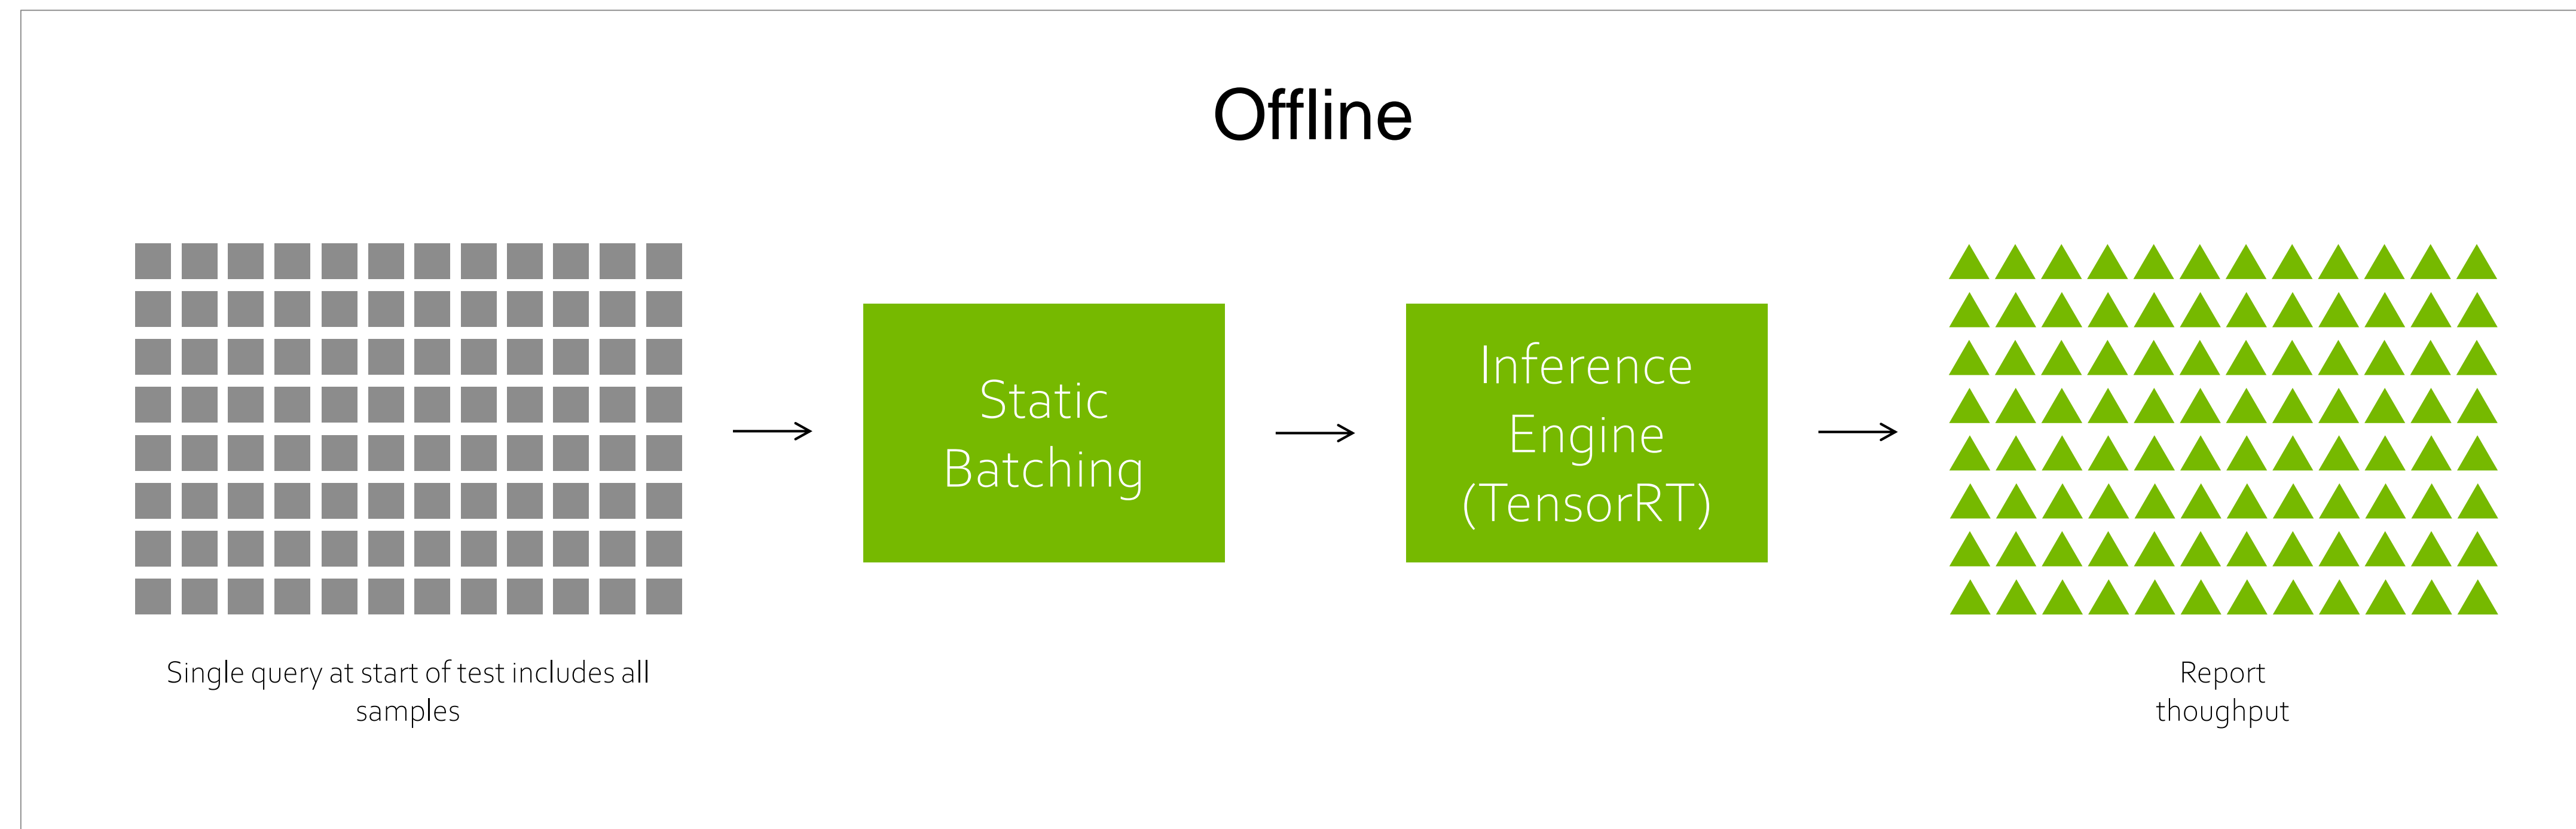 Offline
Static
Batching
Inference
Engine
(TensorRT)
Single query at start of test includes all
samples
Report
thoughput